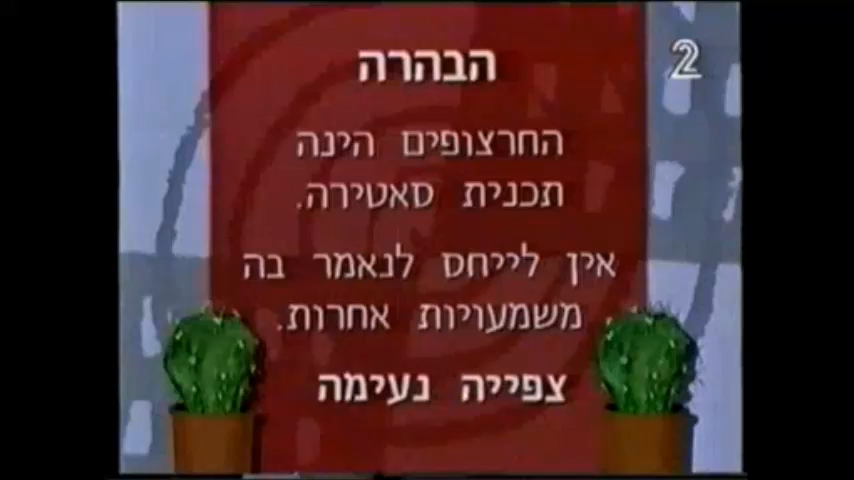 הבהרה
2
החרצופים הינה
תכנית סאטירה.
אין לייחס לנאמר בה
משמעויות אחרות.
צפייה נעימה